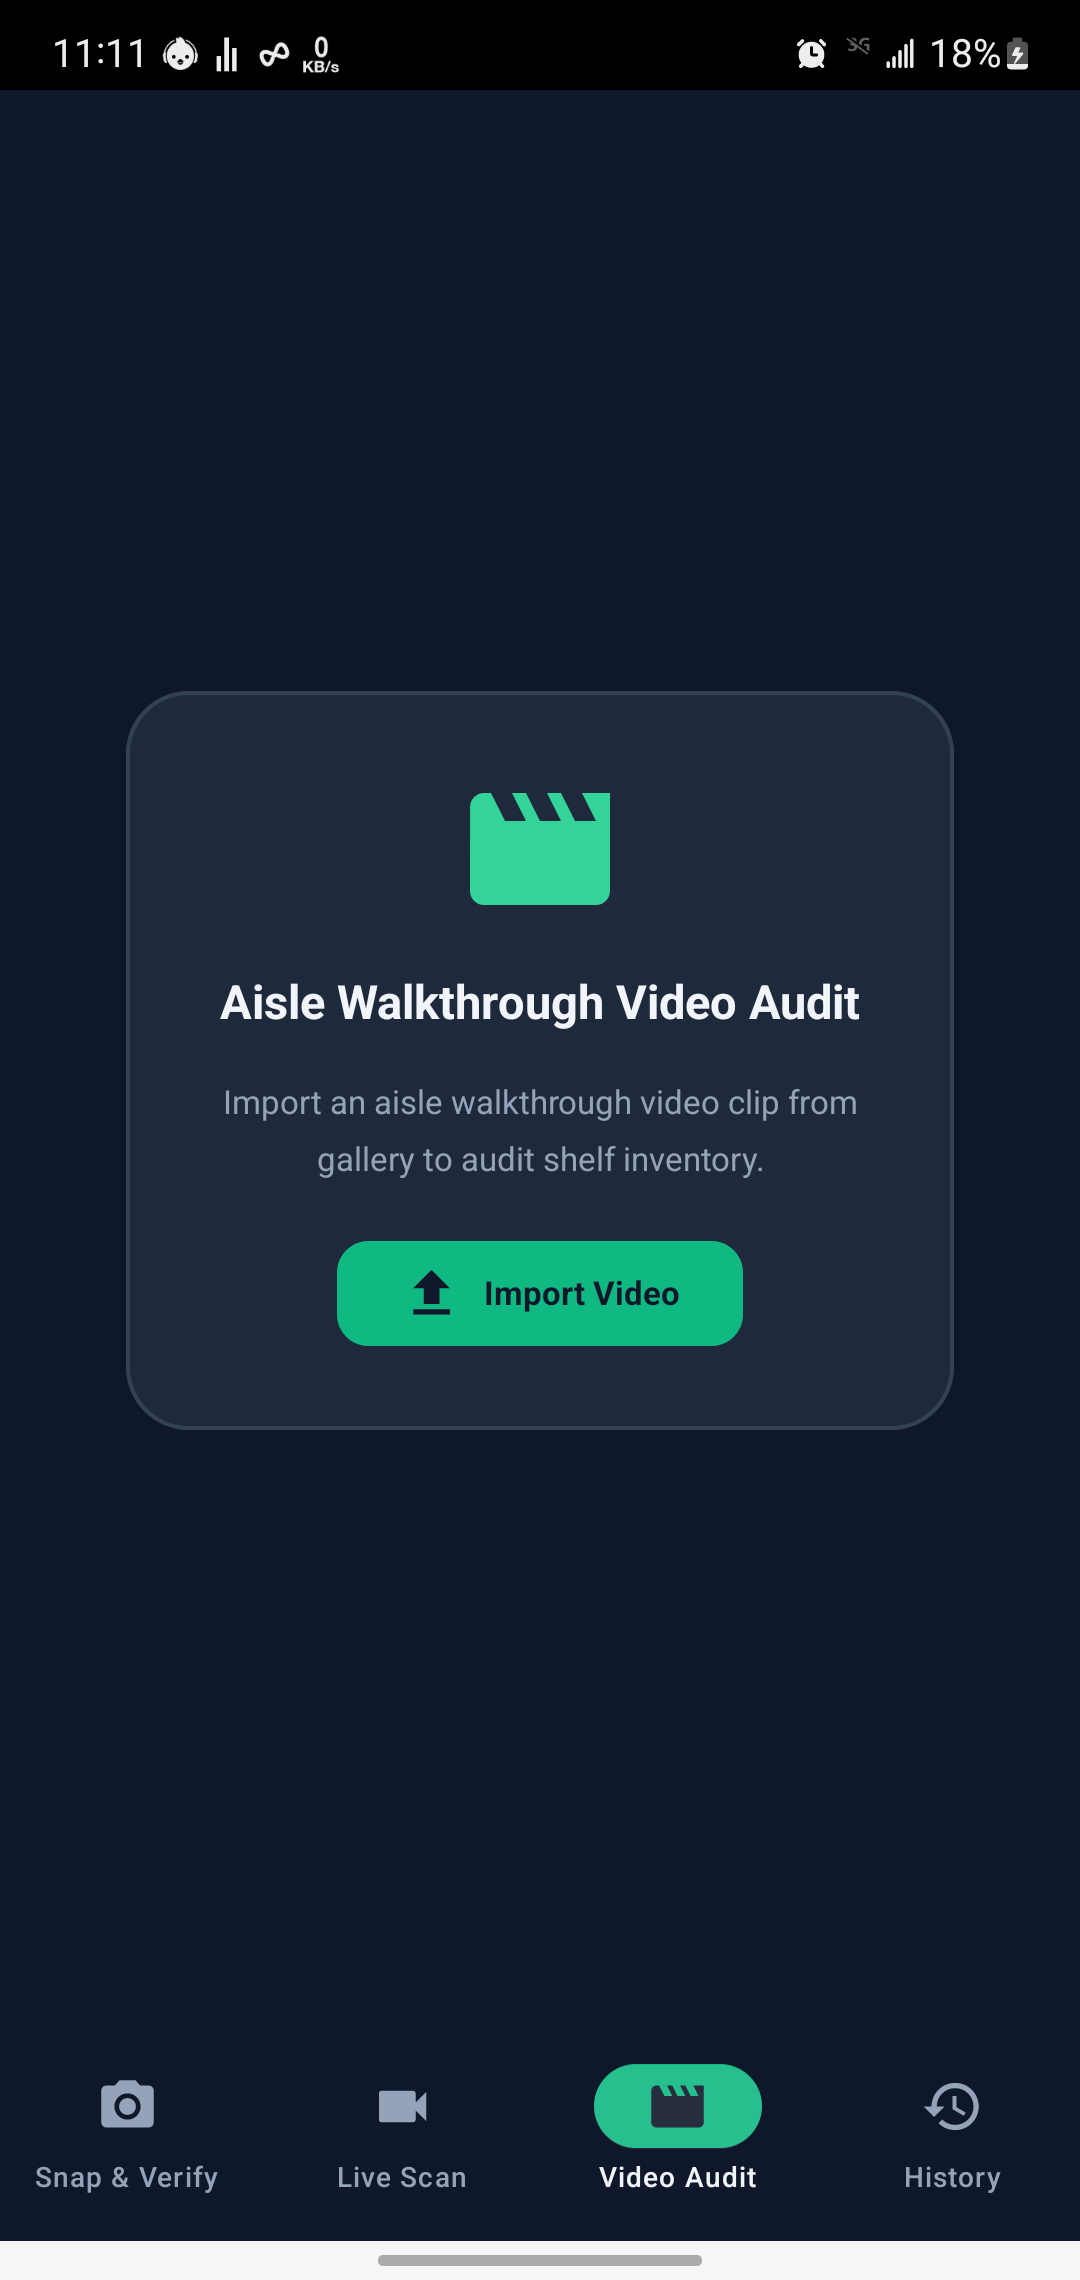 11:11
0
KB/s
5G
18%
Aisle Walkthrough Video Audit
Import an aisle walkthrough video clip from
gallery to audit shelf inventory.
Import Video
Snap & Verify
Live Scan
Video Audit
History